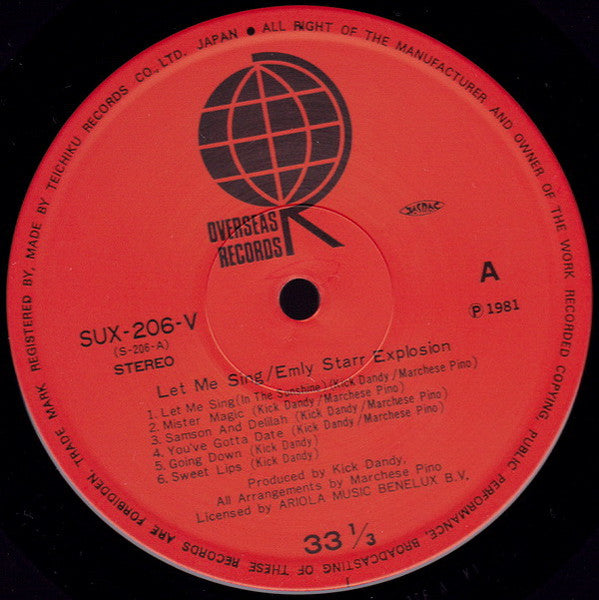 TRADE MARK REGISTERED BY, MADE BY TEICHIKU RECORDS CO., LTD. JAPAN ● ALL RIGHT OF THE MANUFACTURER AND OWNER OF THE WORK RECORDED COPYING, PUBLIC PERFORMANCE, BROADCASTING OF THESE RECORDS ARE FORBIDDEN.
OVERSEAS
RECORDS
JASRAC
A
SUX-206-V
(S-206-A)
STEREO
Ⓟ 1981
Let Me Sing/Emly Starr Explosion
1. Let Me Sing (In The Sunshine) (Kick Dandy/Marchese Pino)
2. Mister Magic (Kick Dandy/Marchese Pino)
3. Samson And Delilah (Kick Dandy/Marchese Pino)
4. You've Gotta Date (Kick Dandy/Marchese Pino)
5. Going Down (Kick Dandy)
6. Sweet Lips (Kick Dandy)
Produced by Kick Dandy,
All Arrangements by Marchese Pino
Licensed by ARIOLA MUSIC BENELUX B.V.
33 1/3